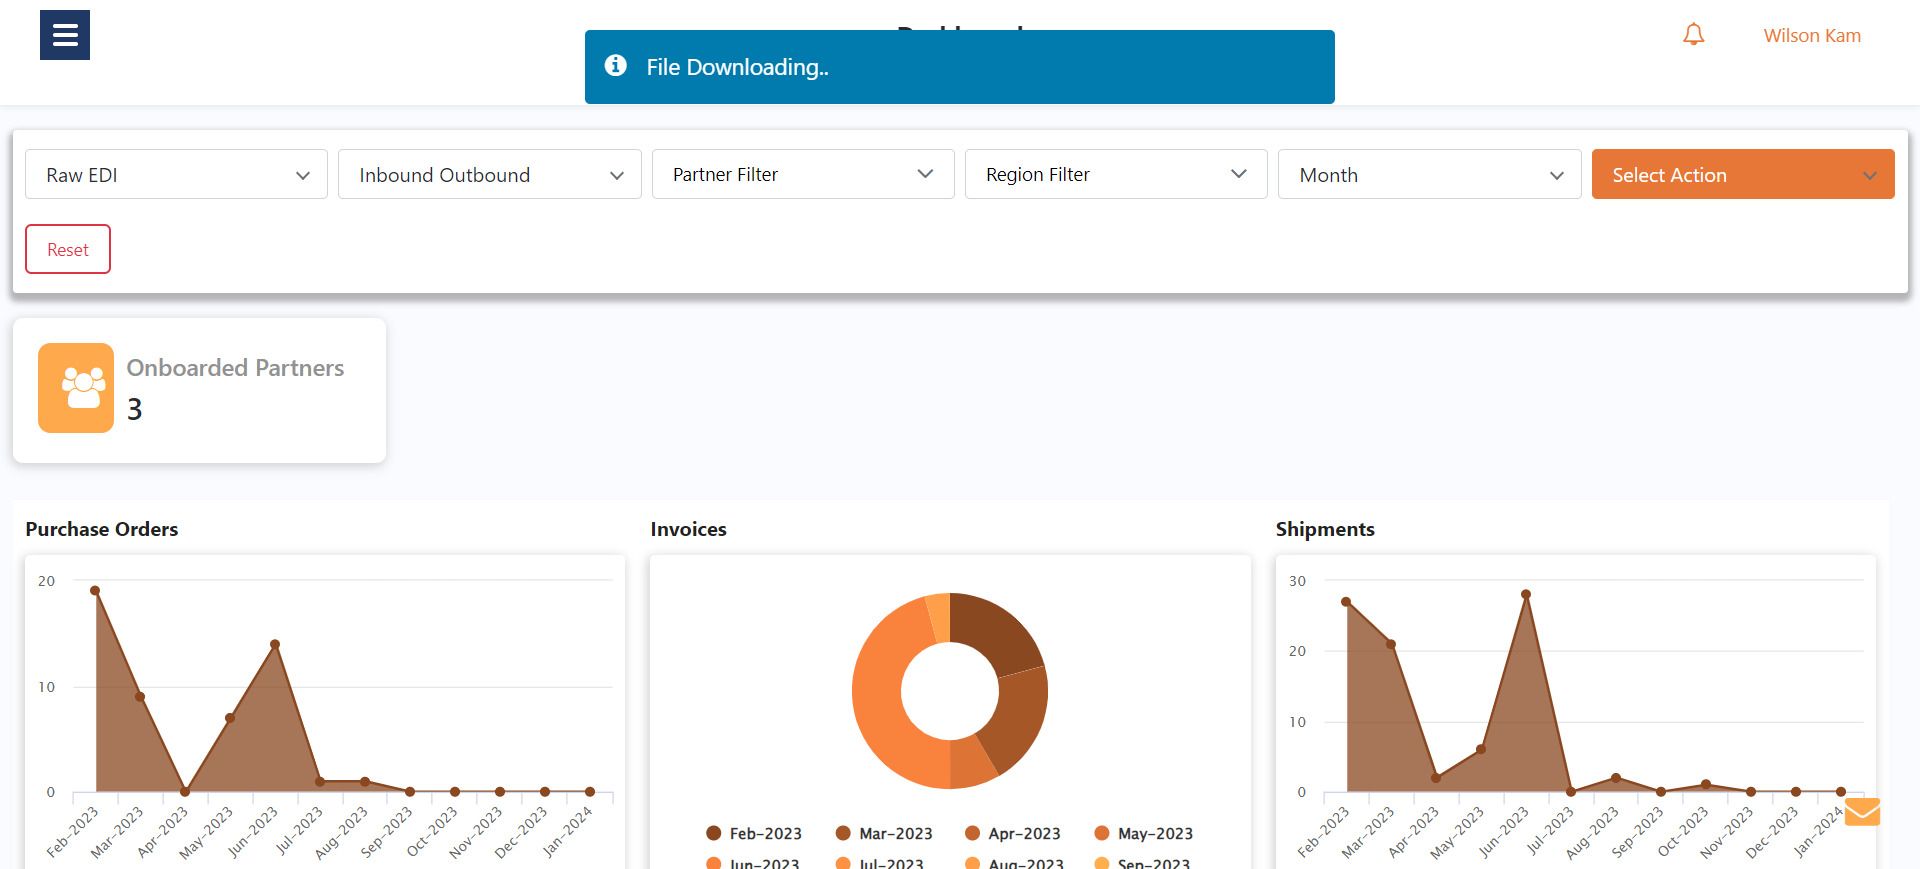 File Downloading..
Wilson Kam
Raw EDI
Inbound Outbound
Partner Filter
Region Filter
Month
Select Action
Reset
Onboarded Partners
3
Purchase Orders
20
10
0
Feb-2023
Mar-2023
Apr-2023
May-2023
Jun-2023
Jul-2023
Aug-2023
Sep-2023
Oct-2023
Nov-2023
Dec-2023
Jan-2024
Invoices
Feb-2023
Mar-2023
Apr-2023
May-2023
Jun-2023
Jul-2023
Aug-2023
Sep-2023
Shipments
30
20
10
0
Feb-2023
Mar-2023
Apr-2023
May-2023
Jun-2023
Jul-2023
Aug-2023
Sep-2023
Oct-2023
Nov-2023
Dec-2023
Jan-2024